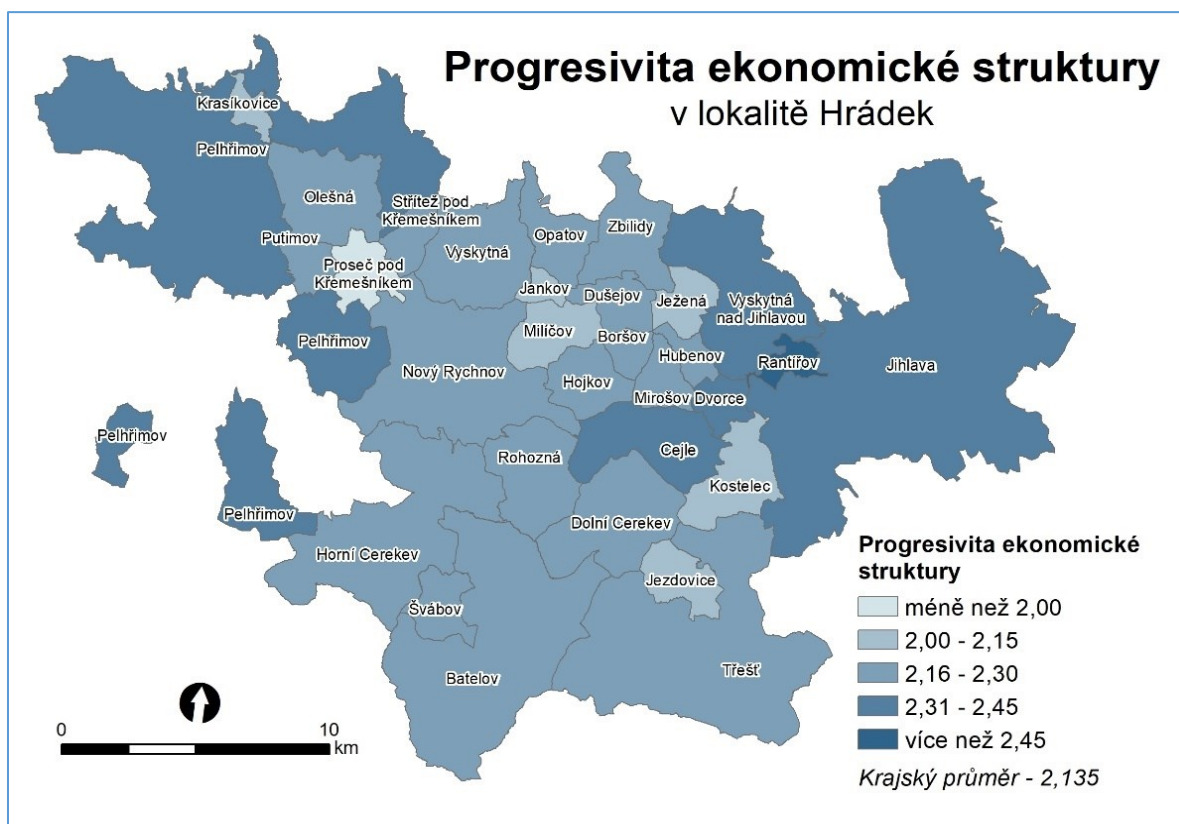 Progresivita ekonomické struktury
v lokalitě Hrádek
Krasíkovice
Pelhřimov
Olešná
Střítež pod
Křemešníkem
Putimov
Proseč pod
Křemešníkem
Vyskytná
Opatov
Zbilidy
Jankov
Dušejov
Ježená
Vyskytná
nad Jihlavou
Milíčov
Boršov
Hubenov
Rantířov
Jihlava
Pelhřimov
Nový Rychnov
Hojkov
Mirošov
Dvorce
Pelhřimov
Rohozná
Cejle
Kostelec
Pelhřimov
Dolní Cerekev
Horní Cerekev
Jezdovice
Švábov
Batelov
Třešť
Progresivita ekonomické
struktury
méně než 2,00
2,00 - 2,15
2,16 - 2,30
2,31 - 2,45
více než 2,45
Krajský průměr - 2,135
0
10
km